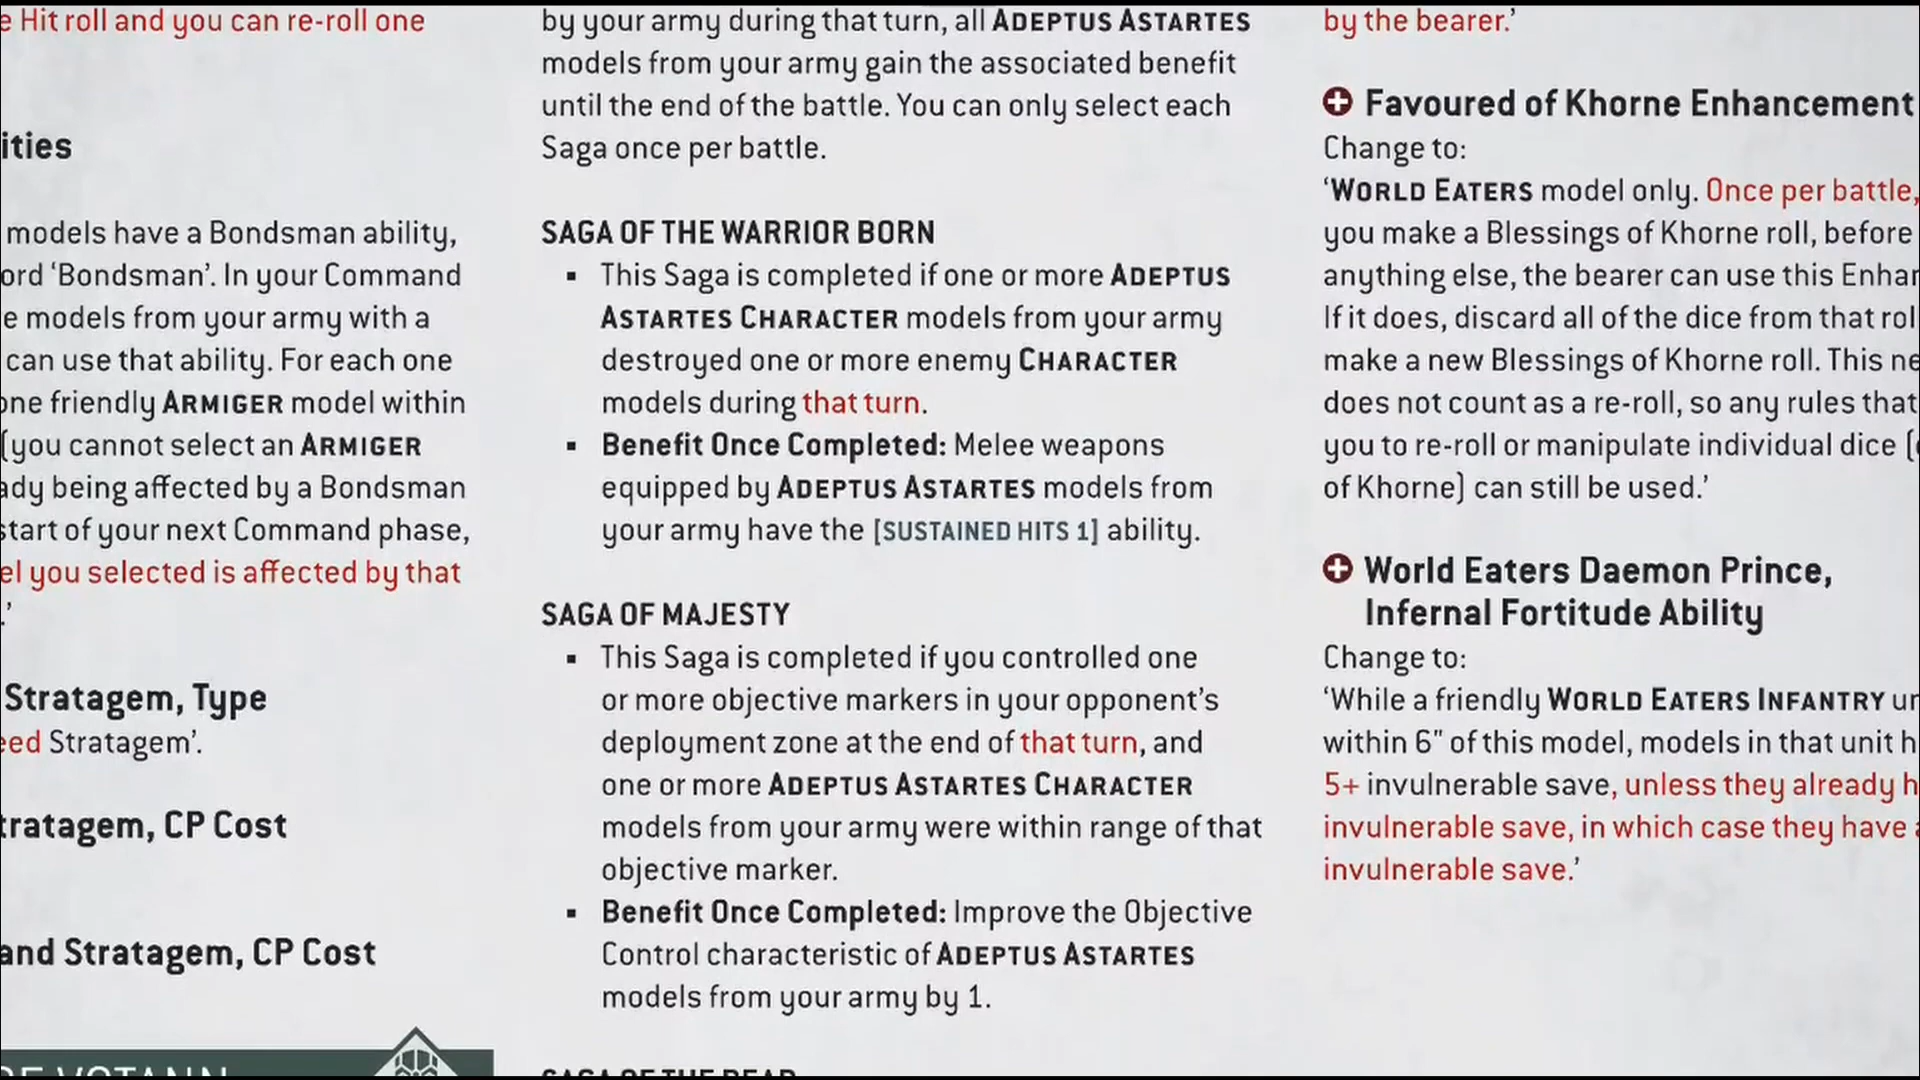 e Hit roll and you can re-roll one
ities
models have a Bondsman ability,
ord 'Bondsman'. In your Command
e models from your army with a
can use that ability. For each one
one friendly ARMIGER model within
(you cannot select an ARMIGER
ady being affected by a Bondsman
start of your next Command phase,
el you selected is affected by that
.'
Stratagem, Type
eed Stratagem'.
tratagem, CP Cost
and Stratagem, CP Cost
by your army during that turn, all ADEPTUS ASTARTES
models from your army gain the associated benefit
until the end of the battle. You can only select each
Saga once per battle.
SAGA OF THE WARRIOR BORN
▪ This Saga is completed if one or more ADEPTUS
ASTARTES CHARACTER models from your army
destroyed one or more enemy CHARACTER
models during that turn.
▪ Benefit Once Completed: Melee weapons
equipped by ADEPTUS ASTARTES models from
your army have the [SUSTAINED HITS 1] ability.
SAGA OF MAJESTY
▪ This Saga is completed if you controlled one
or more objective markers in your opponent's
deployment zone at the end of that turn, and
one or more ADEPTUS ASTARTES CHARACTER
models from your army were within range of that
objective marker.
▪ Benefit Once Completed: Improve the Objective
Control characteristic of ADEPTUS ASTARTES
models from your army by 1.
by the bearer.'
Favoured of Khorne Enhancement
Change to:
'WORLD EATERS model only. Once per battle,
you make a Blessings of Khorne roll, before
anything else, the bearer can use this Enhan
If it does, discard all of the dice from that rol
make a new Blessings of Khorne roll. This ne
does not count as a re-roll, so any rules that
you to re-roll or manipulate individual dice (
of Khorne) can still be used.'
World Eaters Daemon Prince,
Infernal Fortitude Ability
Change to:
'While a friendly WORLD EATERS INFANTRY un
within 6" of this model, models in that unit h
5+ invulnerable save, unless they already h
invulnerable save, in which case they have a
invulnerable save.'